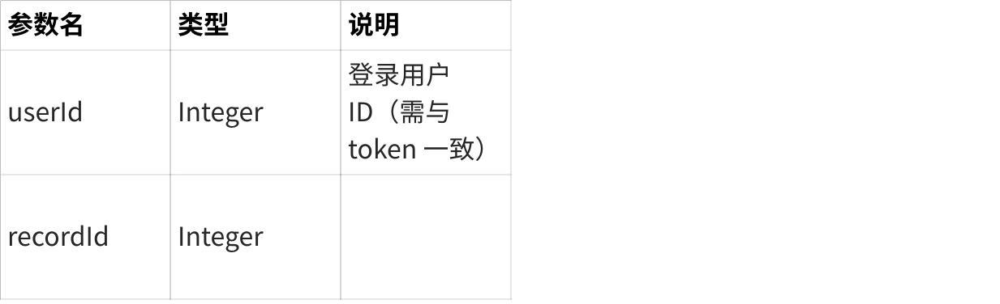 参数名 类型 说明
userId Integer 登录用户
ID（需与
token 一致）
recordId Integer